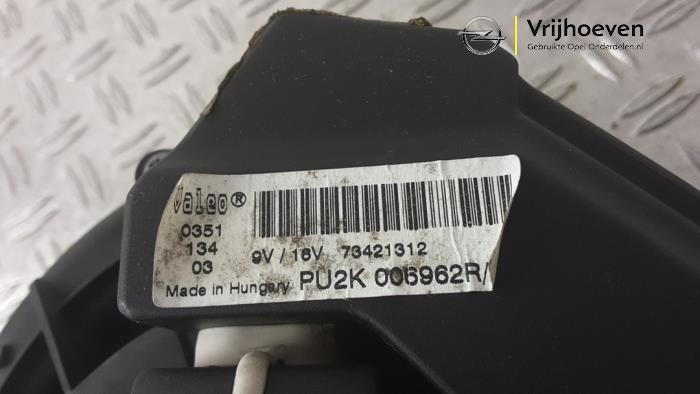 Vrijhoeven
Gebruikte Opel Onderdelen.nl
Valeo®
0351
134
03
9V / 16V 73421312
Made in Hungary PU2K 006962R/